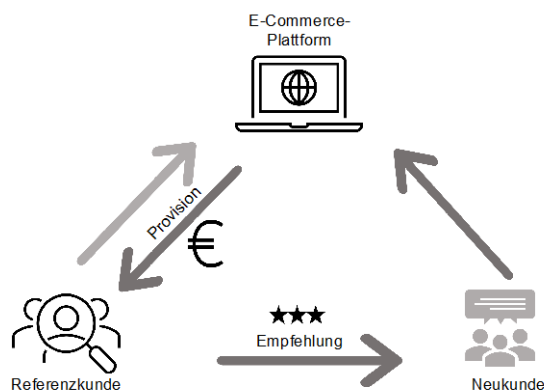 E-Commerce-
Plattform
Provision
€
Empfehlung
Referenzkunde
Neukunde